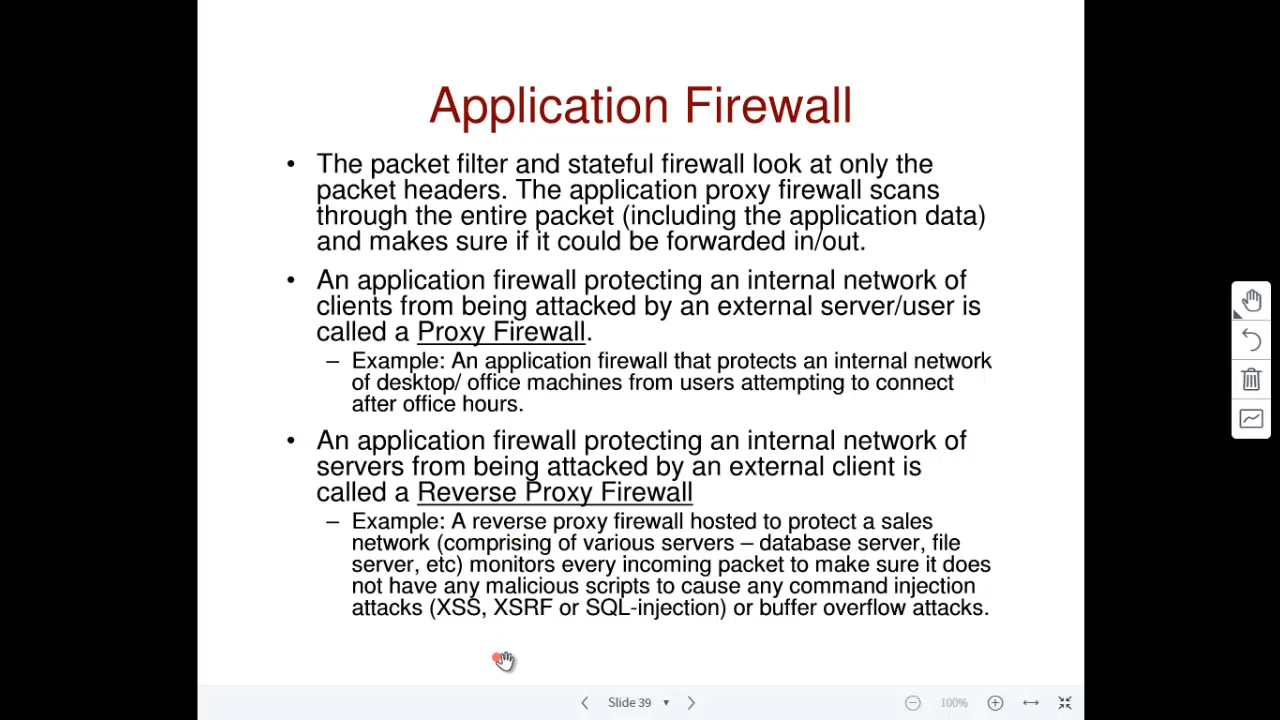 Application Firewall
• The packet filter and stateful firewall look at only the
packet headers. The application proxy firewall scans
through the entire packet (including the application data)
and makes sure if it could be forwarded in/out.
• An application firewall protecting an internal network of
clients from being attacked by an external server/user is
called a Proxy Firewall.
– Example: An application firewall that protects an internal network
of desktop/ office machines from users attempting to connect
after office hours.
• An application firewall protecting an internal network of
servers from being attacked by an external client is
called a Reverse Proxy Firewall
– Example: A reverse proxy firewall hosted to protect a sales
network (comprising of various servers – database server, file
server, etc) monitors every incoming packet to make sure it does
not have any malicious scripts to cause any command injection
attacks (XSS, XSRF or SQL-injection) or buffer overflow attacks.
Slide 39
100%